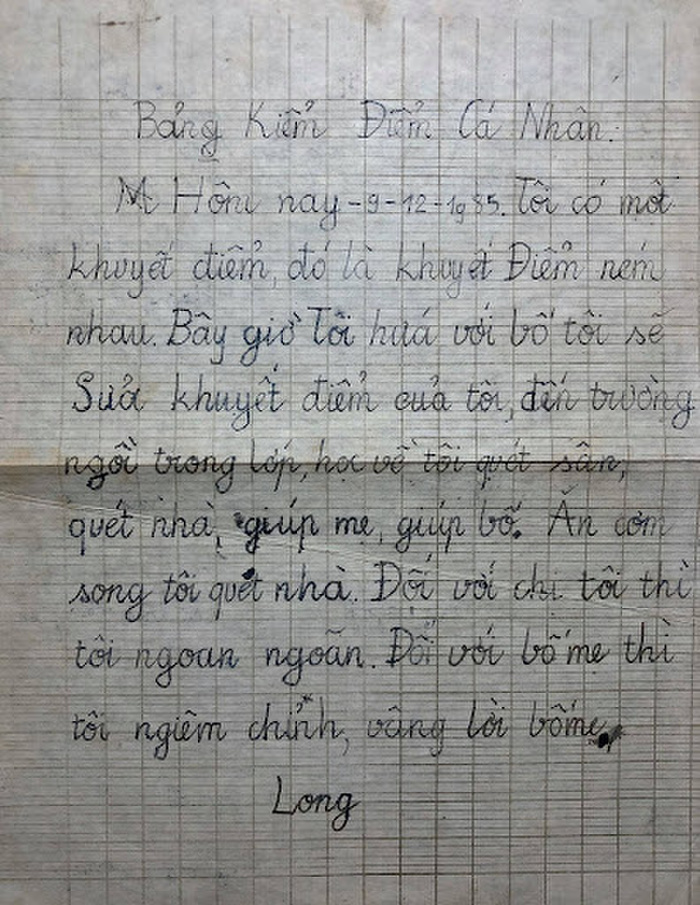 Bảng Kiểm Điểm Cá Nhân.
Hôm nay - 9 - 12 - 1985. Tôi có một
khuyết điểm, đó là khuyết Điểm ném
nhau. Bây giờ Tôi hứa với bố tôi sẽ
Sửa khuyết điểm của tôi, đến trường
ngồi trong lớp, học về tôi quét sân,
quét nhà, giúp mẹ, giúp bố. Ăn cơm
song tôi quét nhà. Đối với chị tôi thì
tôi ngoan ngoãn. Đối với bố mẹ thì
tôi ngiêm chỉnh, vâng lời bố mẹ
Long